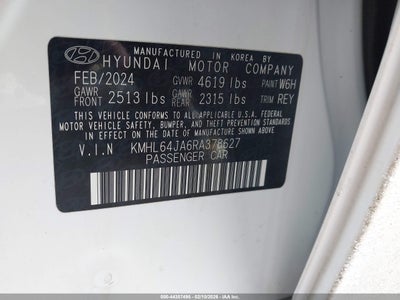 MANUFACTURED IN KOREA BY
HYUNDAI MOTOR COMPANY
FEB/2024 GVWR 4619 lbs PAINT W6H
GAWR FRONT 2513 lbs GAWR REAR 2315 lbs TRIM REY
THIS VEHICLE CONFORMS TO ALL APPLICABLE U.S. FEDERAL
MOTOR VEHICLE SAFETY, BUMPER, AND THEFT PREVENTION
STANDARDS IN EFFECT ON THE DATE OF MANUFACTURE SHOWN ABOVE.
V.I.N KMHL64JA6RA378627
PASSENGER CAR